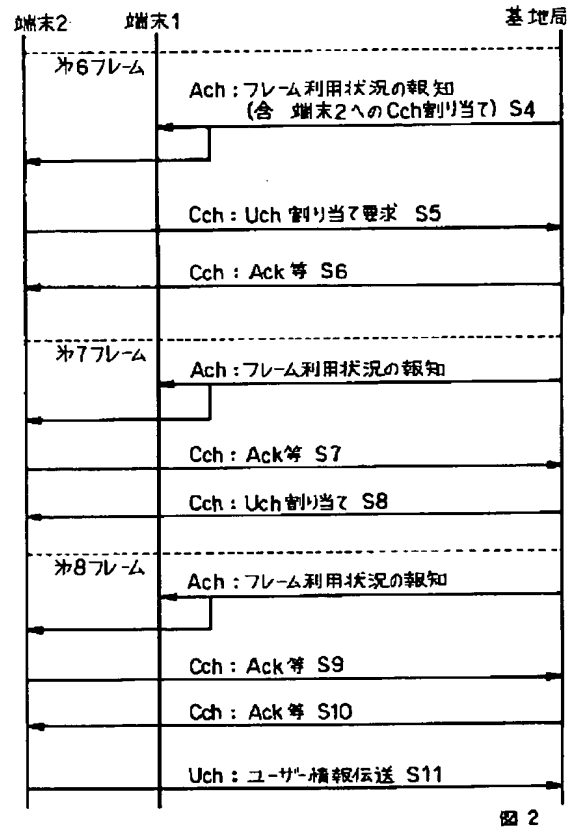 端末2 端末1 基地局
第6フレーム
Ach:フレーム利用状況の報知
(含 端末2へのCch割り当て) S4
Cch:Uch 割り当て要求 S5
Cch:Ack等 S6
第7フレーム
Ach:フレーム利用状況の報知
Cch:Ack等 S7
Cch:Uch割り当て S8
第8フレーム
Ach:フレーム利用状況の報知
Cch:Ack等 S9
Cch:Ack等 S10
Uch:ユーザー情報伝送 S11
図2